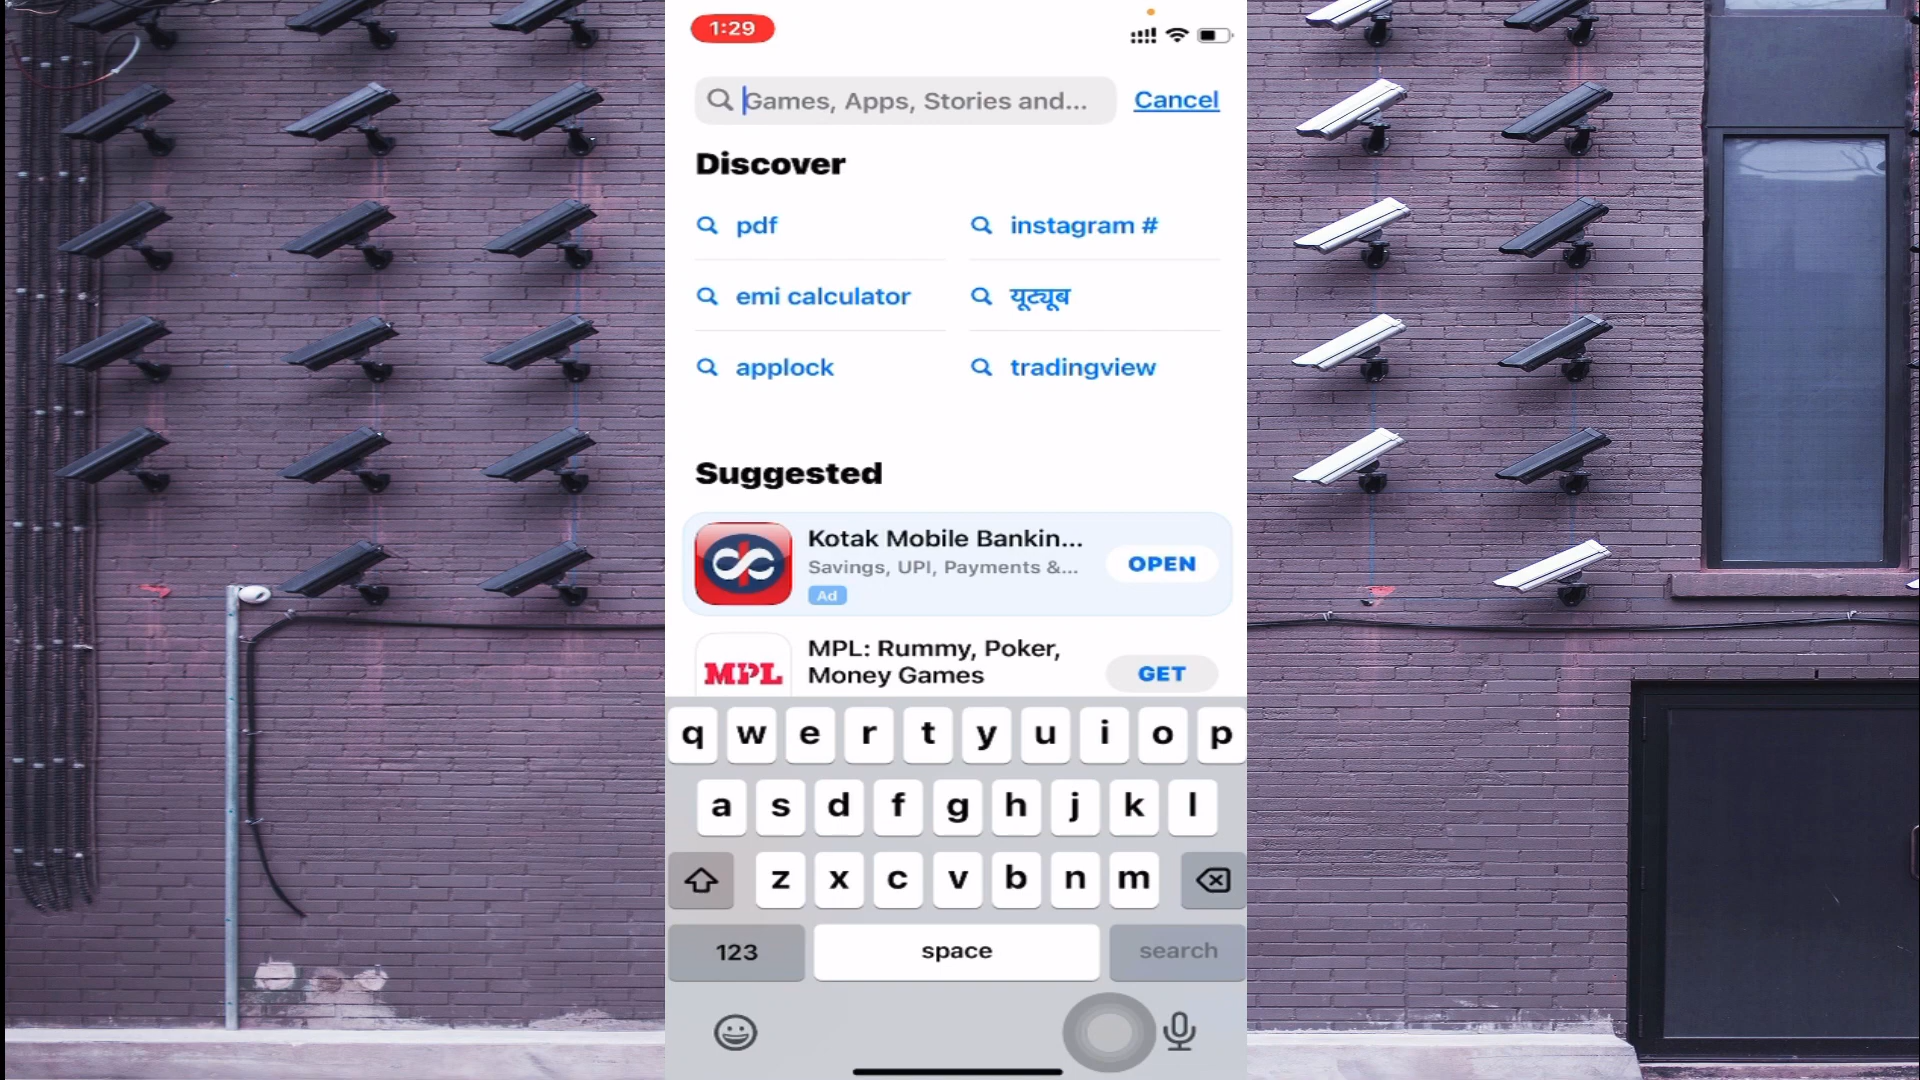 1:29
Games, Apps, Stories and...
Cancel
Discover
pdf
instagram #
emi calculator
यूट्यूब
applock
tradingview
Suggested
Kotak Mobile Bankin...
Savings, UPI, Payments &...
Ad
OPEN
MPL
MPL: Rummy, Poker,
Money Games
GET
q w e r t y u i o p
a s d f g h j k l
z x c v b n m
123
space
search